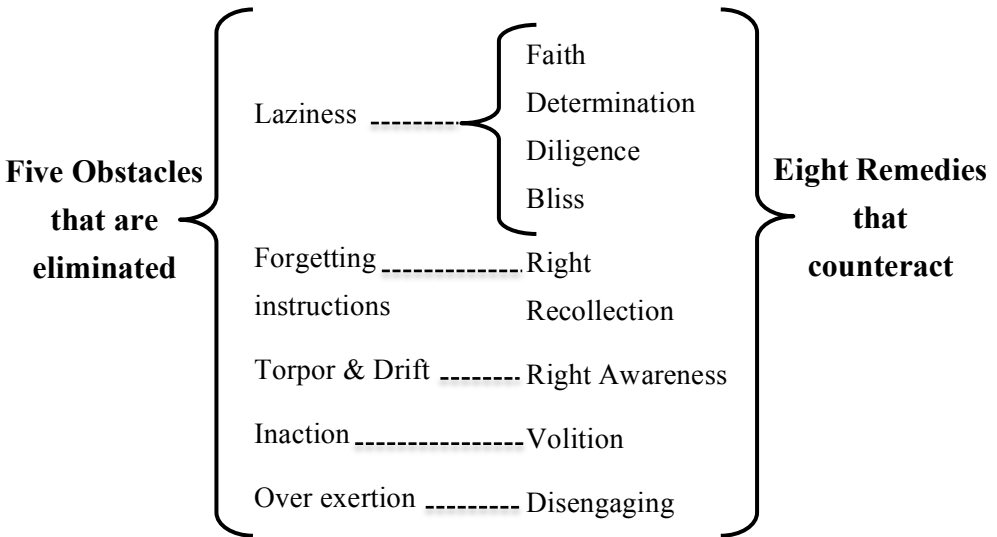 Five Obstacles
that are
eliminated
Laziness
Faith
Determination
Diligence
Bliss
Forgetting
instructions
Right
Recollection
Torpor & Drift
Right Awareness
Inaction
Volition
Over exertion
Disengaging
Eight Remedies
that
counteract